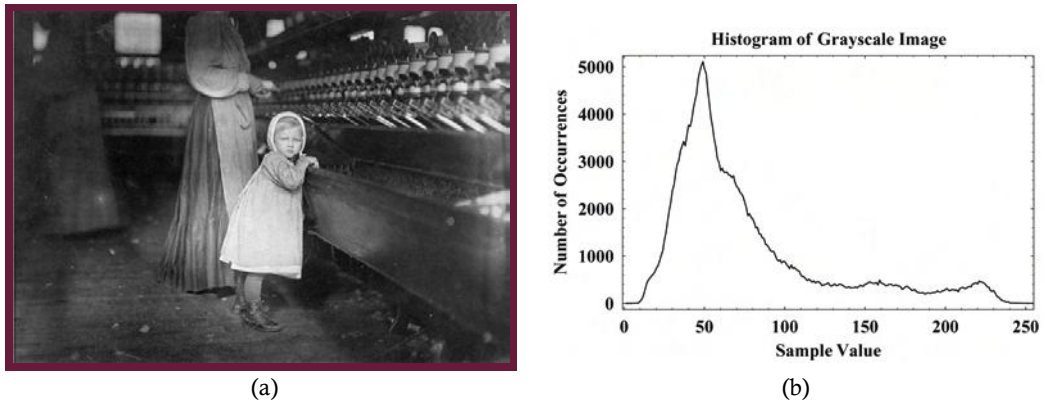 Histogram of Grayscale Image
Number of Occurrences
5000
4000
3000
2000
1000
0
0 50 100 150 200 250
Sample Value
(a) (b)